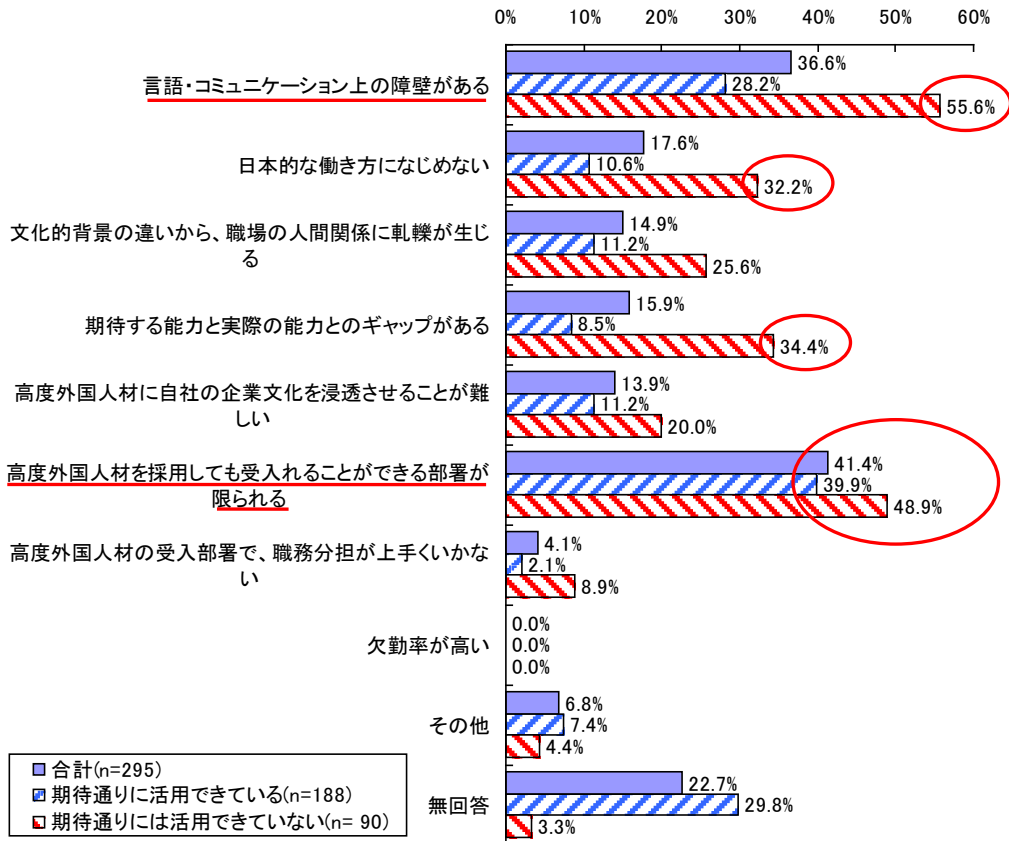 0% 10% 20% 30% 40% 50% 60%
言語・コミュニケーション上の障壁がある
36.6%
28.2%
55.6%
日本的な働き方になじめない
17.6%
10.6%
32.2%
文化的背景の違いから、職場の人間関係に軋轢が生じ
る
14.9%
11.2%
25.6%
期待する能力と実際の能力とのギャップがある
15.9%
8.5%
34.4%
高度外国人材に自社の企業文化を浸透させることが難
しい
13.9%
11.2%
20.0%
高度外国人材を採用しても受入れることができる部署が
限られる
41.4%
39.9%
48.9%
高度外国人材の受入部署で、職務分担が上手くいかな
い
4.1%
2.1%
8.9%
欠勤率が高い
0.0%
0.0%
0.0%
その他
6.8%
7.4%
4.4%
無回答
22.7%
29.8%
3.3%
合計(n=295)
期待通りに活用できている(n=188)
期待通りには活用できていない(n= 90)